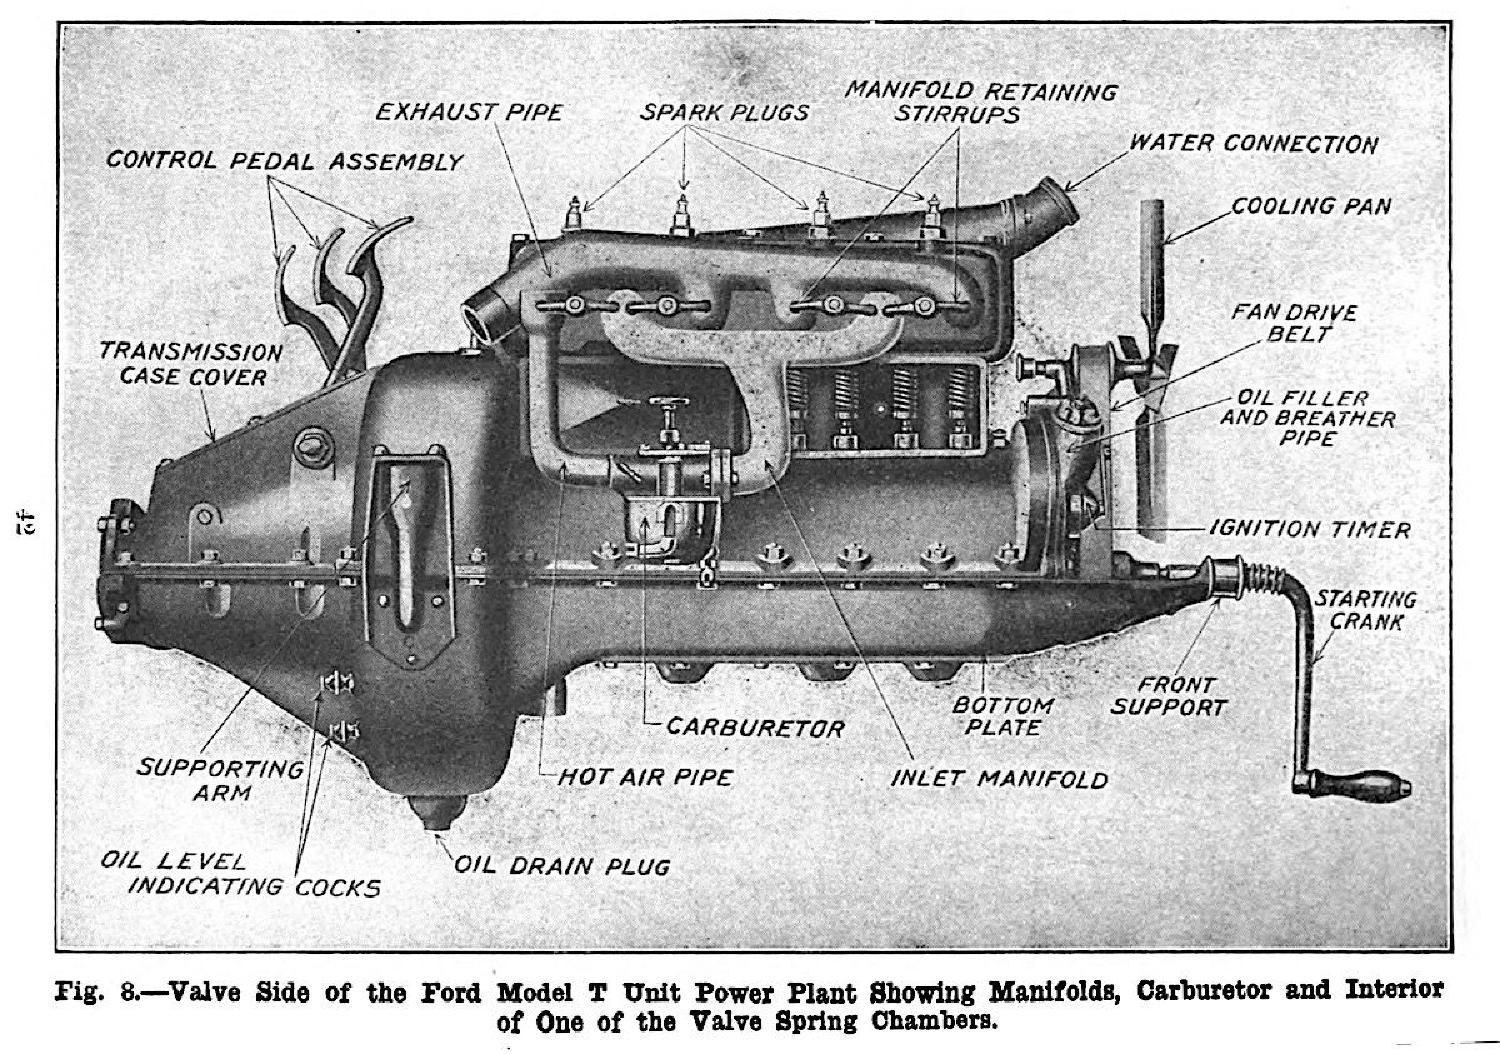 MANIFOLD RETAINING
STIRRUPS
EXHAUST PIPE
SPARK PLUGS
WATER CONNECTION
CONTROL PEDAL ASSEMBLY
COOLING PAN
FAN DRIVE
BELT
TRANSMISSION
CASE COVER
OIL FILLER
AND BREATHER
PIPE
42
IGNITION TIMER
STARTING
CRANK
FRONT
SUPPORT
BOTTOM
PLATE
CARBURETOR
HOT AIR PIPE
INLET MANIFOLD
SUPPORTING
ARM
OIL LEVEL
INDICATING COCKS
OIL DRAIN PLUG
Fig. 8.—Valve Side of the Ford Model T Unit Power Plant Showing Manifolds, Carburetor and Interior
of One of the Valve Spring Chambers.